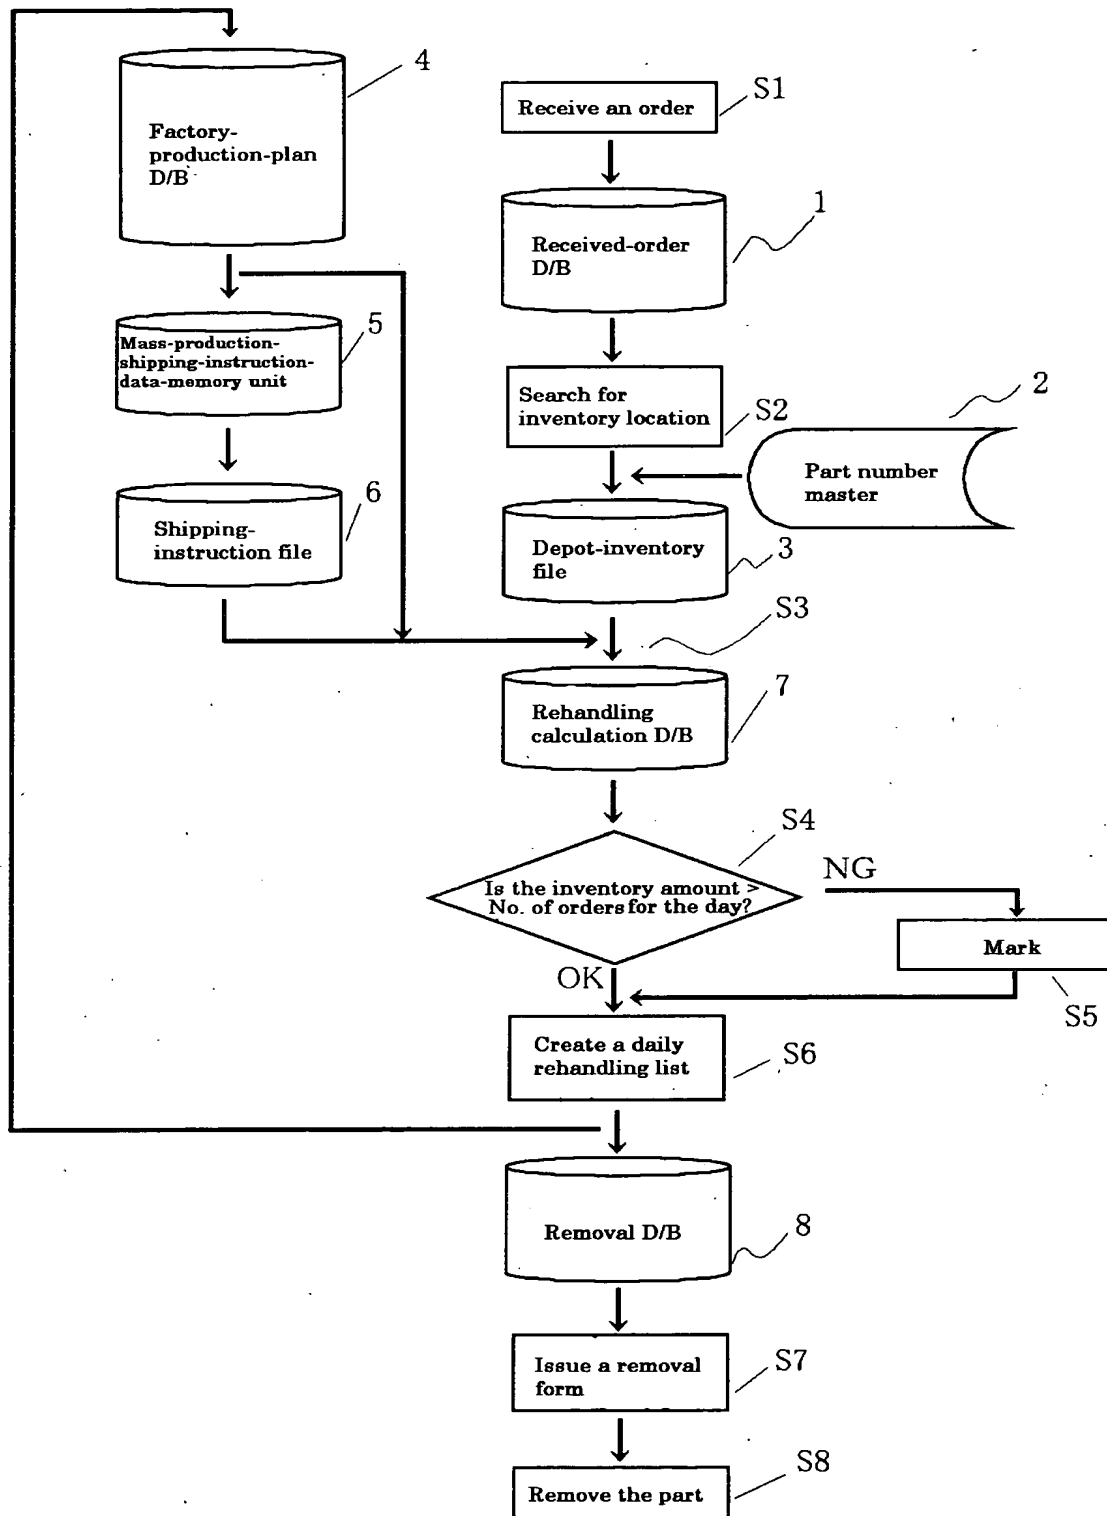 4
Factory-
production-plan
D/B
Receive an order
S1
Received-order
D/B
1
5
Mass-production-
shipping-instruction-
data-memory unit
Search for
inventory location
S2
2
Part number
master
6
Shipping-
instruction file
Depot-inventory
file
3
S3
Rehandling
calculation D/B
7
S4
Is the inventory amount >
No. of orders for the day?
NG
Mark
S5
OK
Create a daily
rehandling list
S6
Removal D/B
8
Issue a removal
form
S7
Remove the part
S8